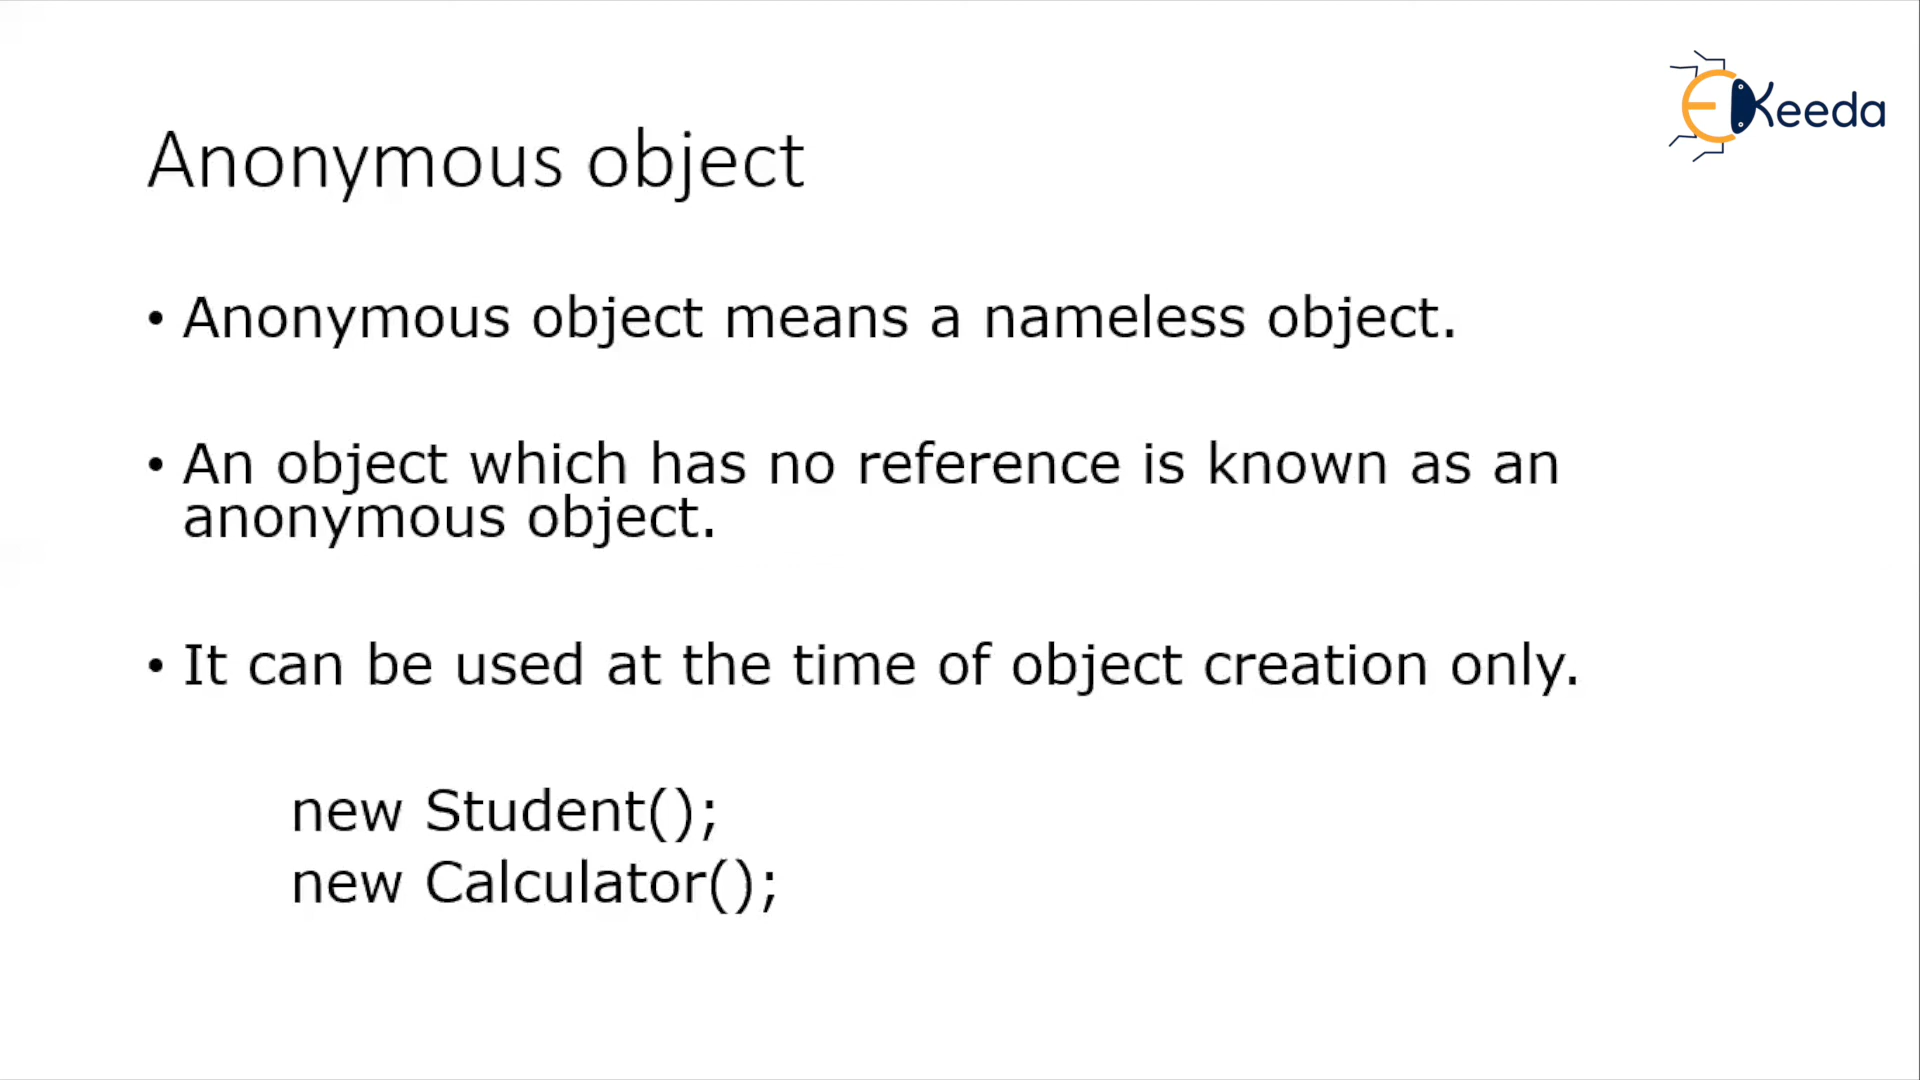 EKeeda
Anonymous object
• Anonymous object means a nameless object.
• An object which has no reference is known as an
anonymous object.
• It can be used at the time of object creation only.
new Student();
new Calculator();